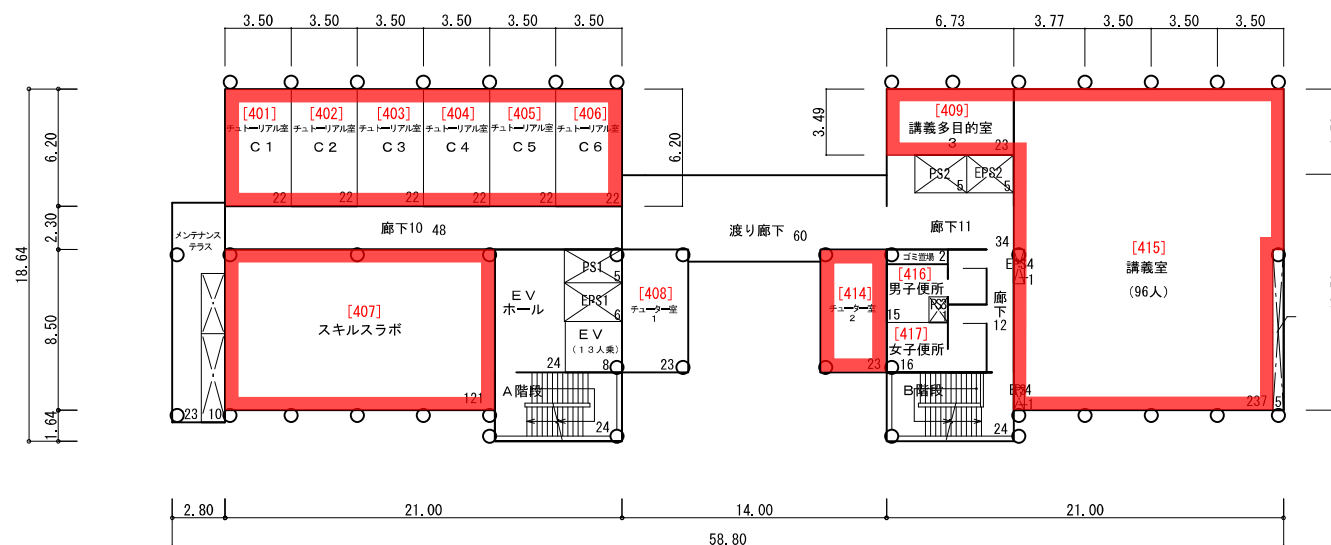 3.50 3.50 3.50 3.50 3.50 3.50
6.73 3.77 3.50 3.50 3.50
[401] [402] [403] [404] [405] [406]
チュートーリアル室 チュートーリアル室 チュートーリアル室 チュートーリアル室 チュートーリアル室 チュートーリアル室
C1 C2 C3 C4 C5 C6
22 22 22 22 22 22
6.20
6.20
3.49
[409]
講義多目的室
3
23
PS2
5
EPS2
5
18.64
2.30
8.50
1.64
メンテナンス
テラス
23
10
廊下10 48
渡り廊下 60
廊下11
34
[407]
スキルスラボ
121
EV
ホール
24
PS1
5
EPS1
6
EV
(13人乗)
8
[408]
チューター室
1
23
[414]
チューター室
2
23
ゴミ置場 2
[416]
男子便所
15
[417]
女子便所
16
廊下
12
[415]
講義室
(96人)
237
5
1
1
A階段
24
B階段
24
2.80 21.00 14.00 21.00
58.80